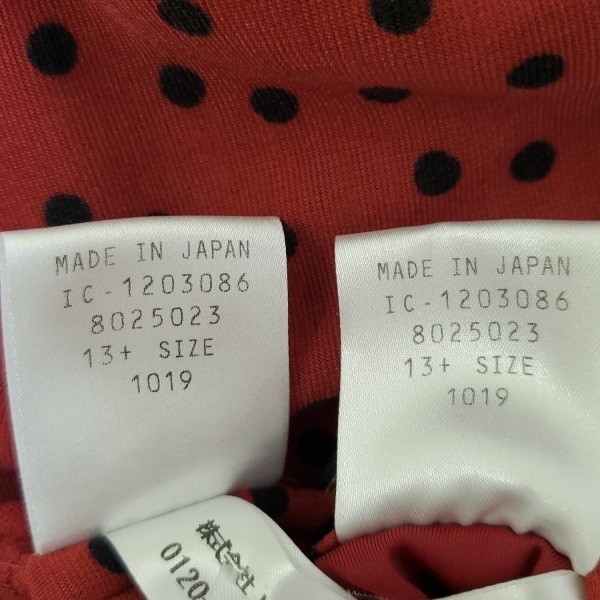 MADE IN JAPAN
IC-1203086
8025023
13+ SIZE
1019
MADE IN JAPAN
IC-1203086
8025023
13+ SIZE
1019
株式会社
0120-